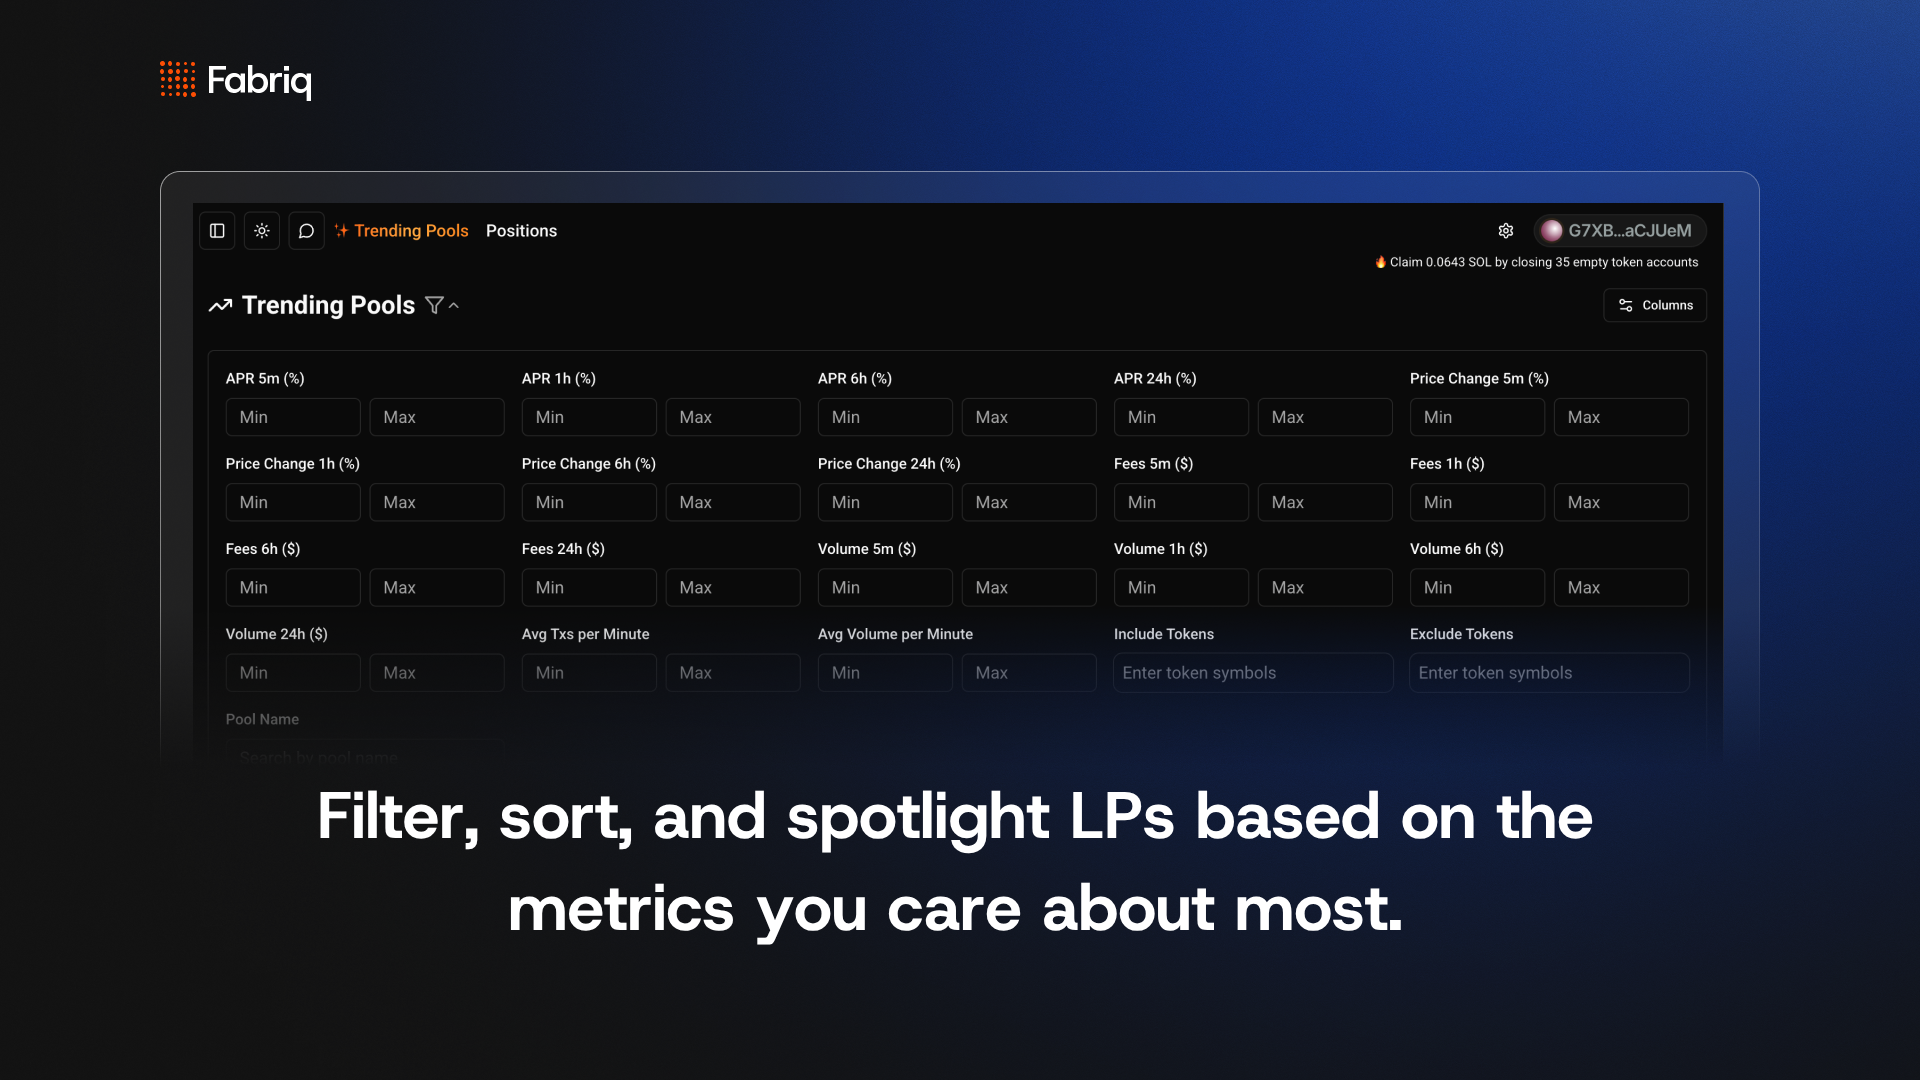 Fabriq
Trending Pools Positions
G7XB...aCJUeM
Claim 0.0643 SOL by closing 35 empty token accounts
Trending Pools
Columns
APR 5m (%) APR 1h (%) APR 6h (%) APR 24h (%) Price Change 5m (%)
Min Max Min Max Min Max Min Max Min Max
Price Change 1h (%) Price Change 6h (%) Price Change 24h (%) Fees 5m ($) Fees 1h ($)
Min Max Min Max Min Max Min Max Min Max
Fees 6h ($) Fees 24h ($) Volume 5m ($) Volume 1h ($) Volume 6h ($)
Min Max Min Max Min Max Min Max Min Max
Volume 24h ($) Avg Txs per Minute Avg Volume per Minute Include Tokens Exclude Tokens
Min Max Min Max Min Max Enter token symbols Enter token symbols
Pool Name
Search by pool name
Filter, sort, and spotlight LPs based on the
metrics you care about most.